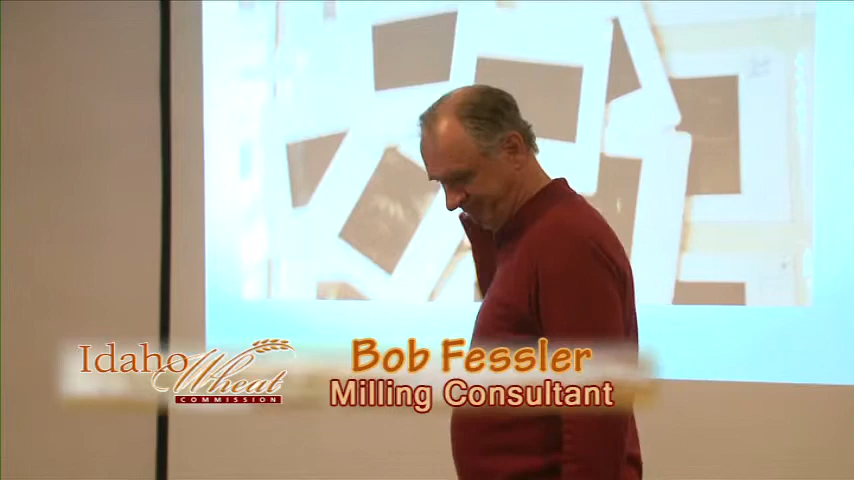 Idaho
Wheat
COMMISSION
Bob Fessler
Milling Consultant